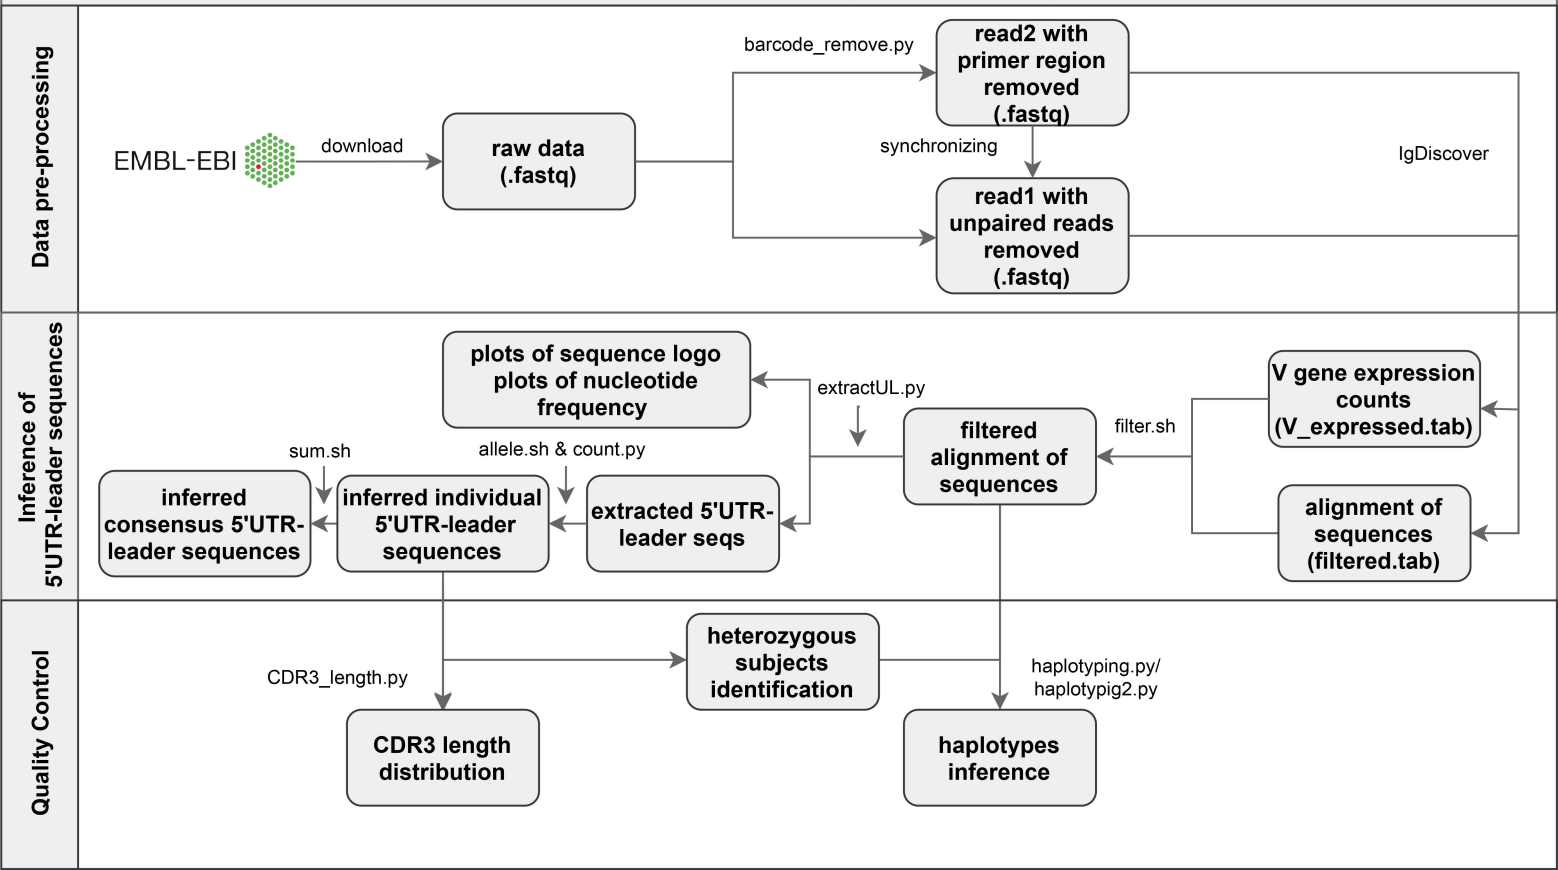 Data pre-processing
EMBL-EBI
download
raw data
(.fastq)
barcode_remove.py
read2 with
primer region
removed
(.fastq)
synchronizing
read1 with
unpaired reads
removed
(.fastq)
IgDiscover
Inference of
5'UTR-leader sequences
plots of sequence logo
plots of nucleotide
frequency
extractUL.py
filtered
alignment of
sequences
filter.sh
V gene expression
counts
(V_expressed.tab)
alignment of
sequences
(filtered.tab)
sum.sh
allele.sh & count.py
inferred
consensus 5'UTR-
leader sequences
inferred individual
5'UTR-leader
sequences
extracted 5'UTR-
leader seqs
Quality Control
CDR3_length.py
heterozygous
subjects
identification
haplotyping.py/
haplotypig2.py
CDR3 length
distribution
haplotypes
inference